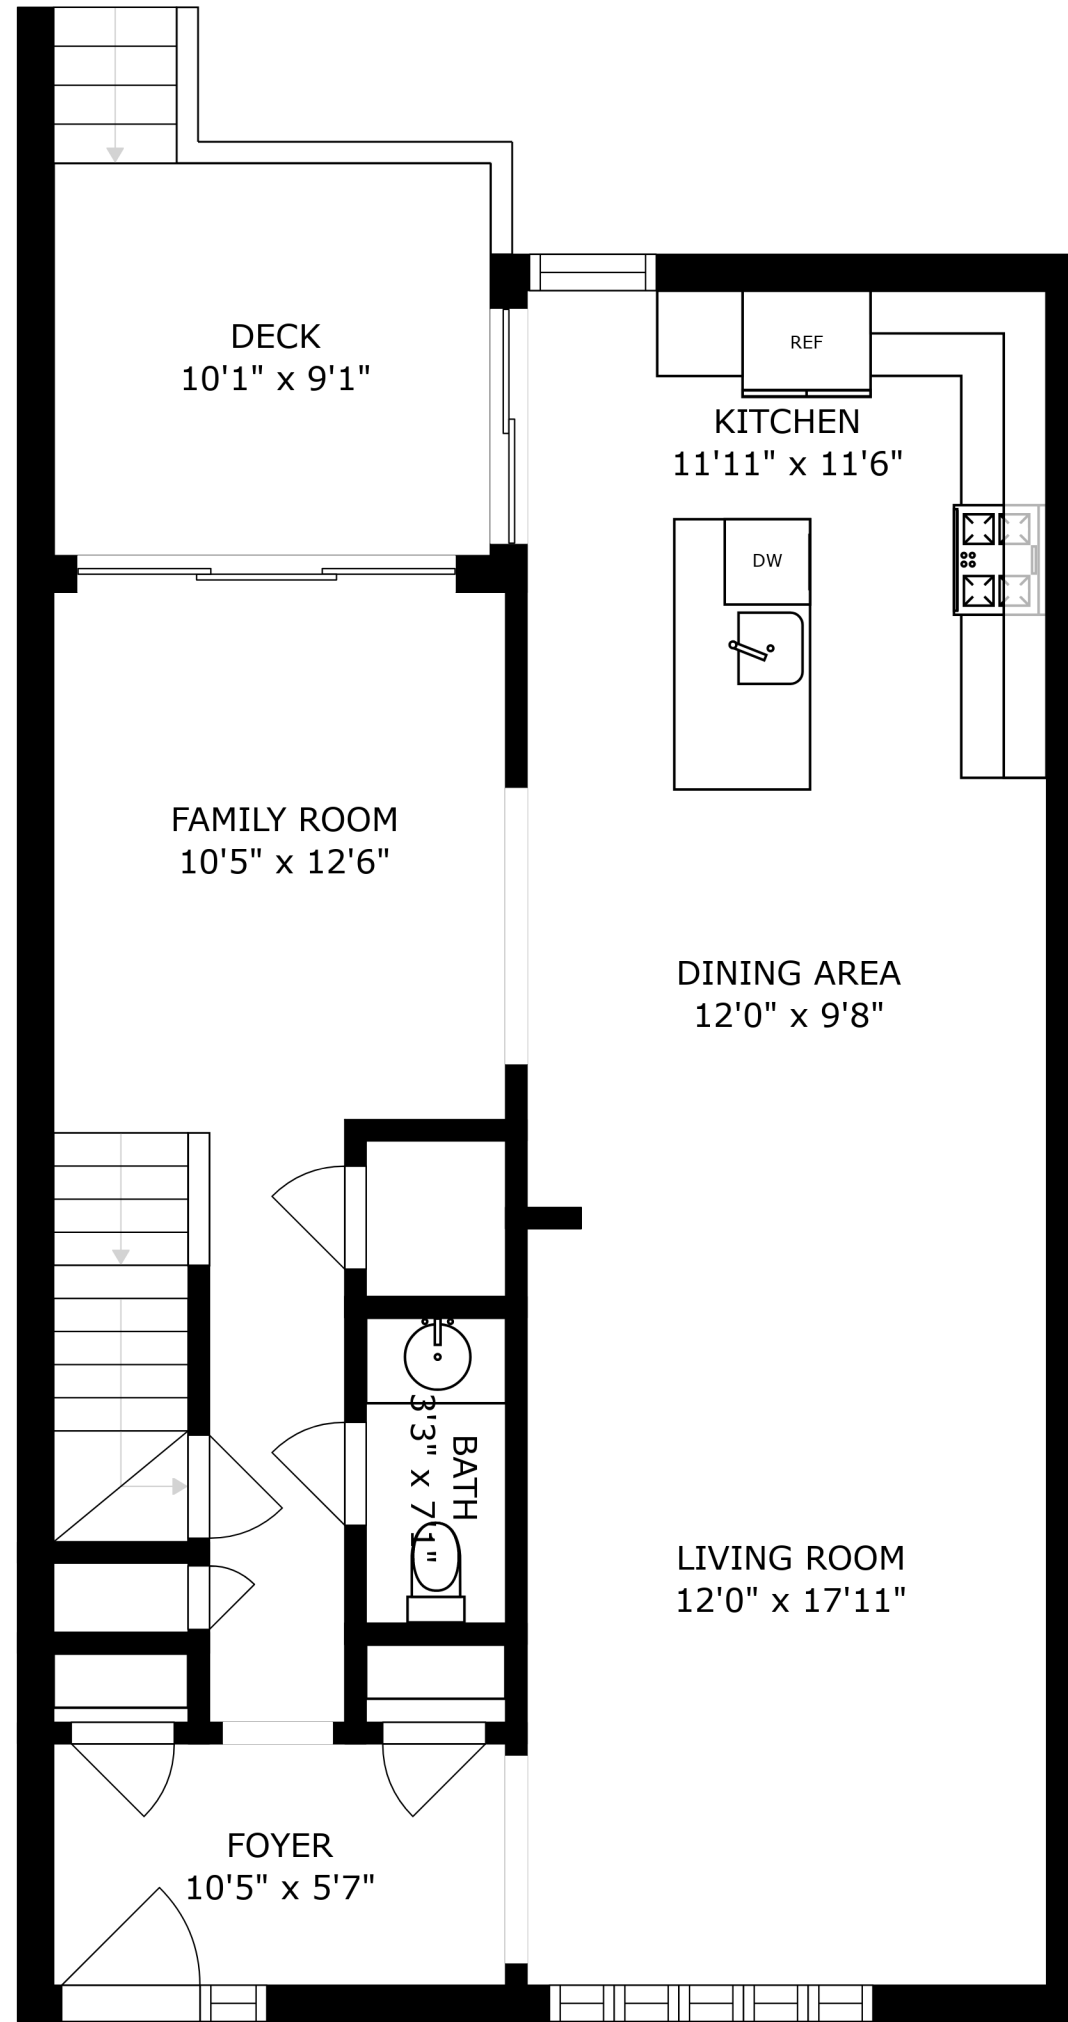 DECK
10'1" x 9'1"
REF
KITCHEN
11'11" x 11'6"
DW
FAMILY ROOM
10'5" x 12'6"
DINING AREA
12'0" x 9'8"
BATH
3'3" x 7'1"
LIVING ROOM
12'0" x 17'11"
FOYER
10'5" x 5'7"